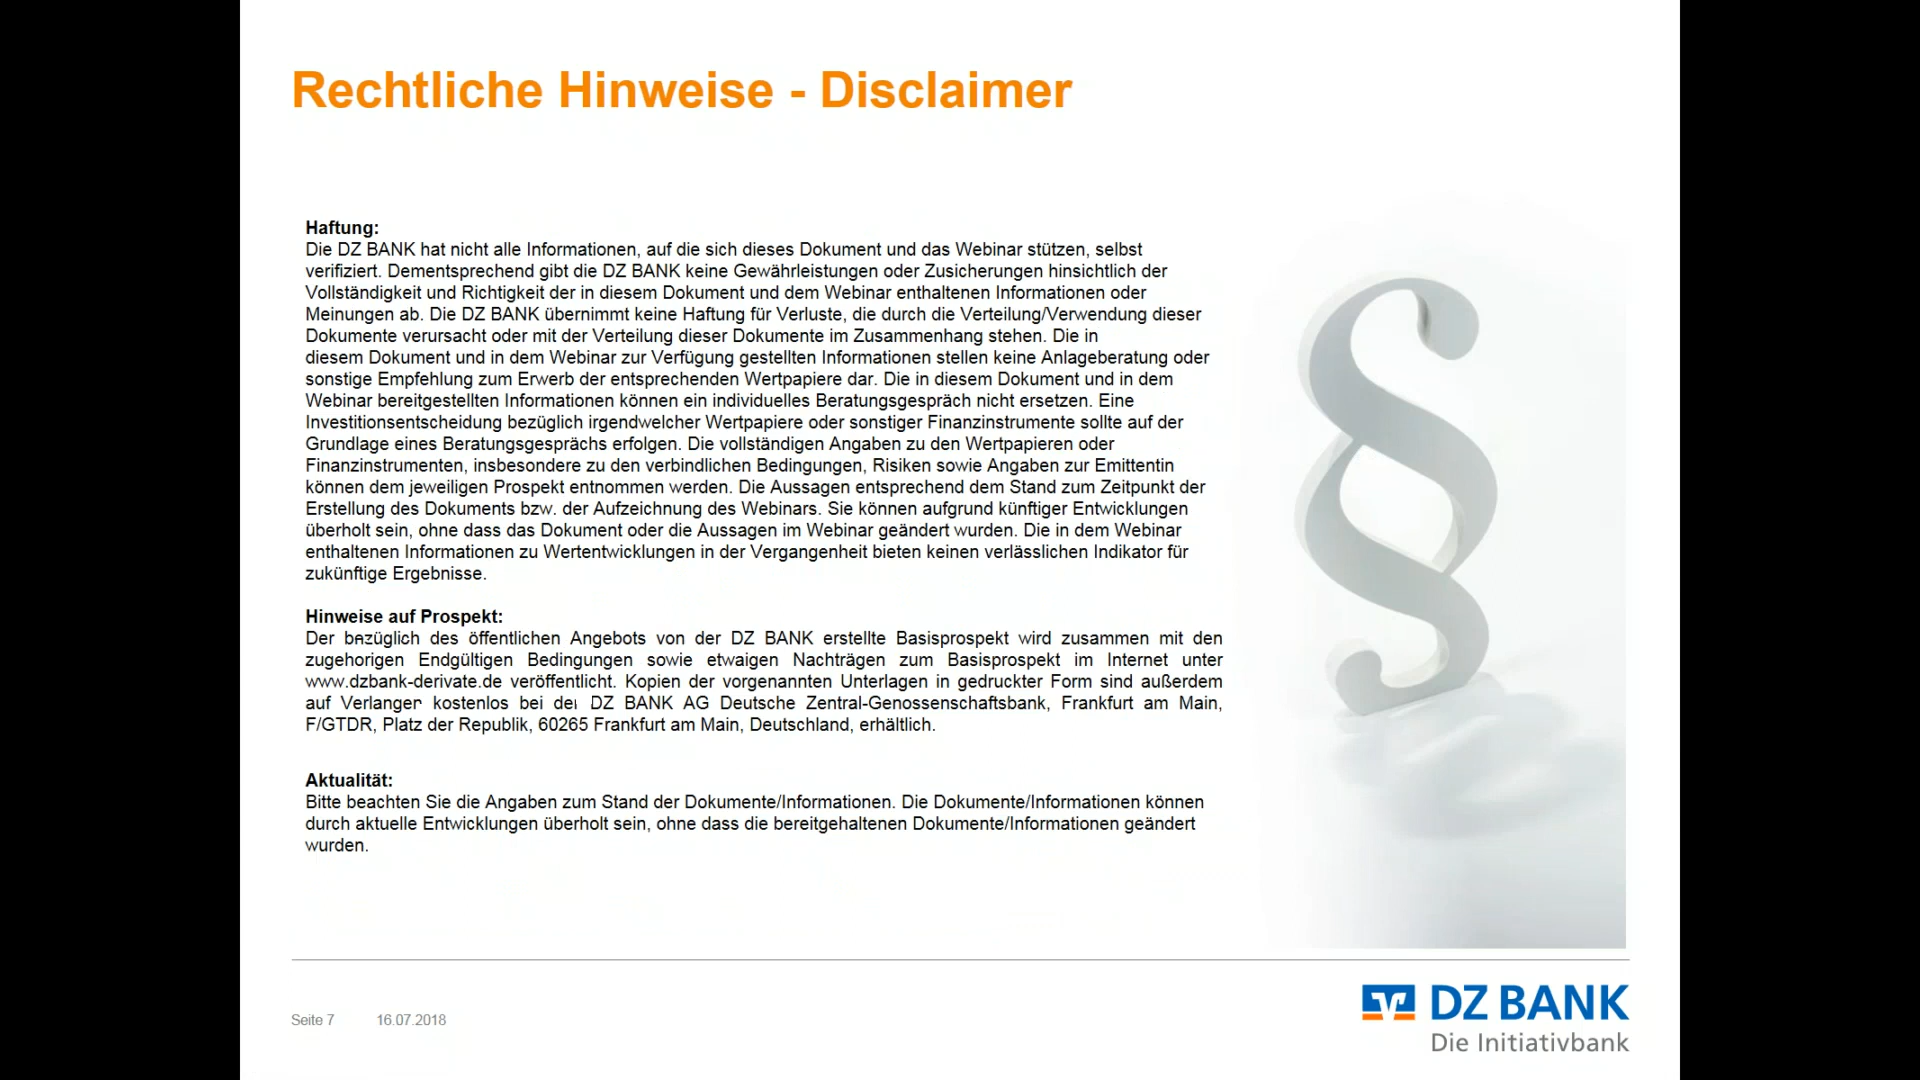 Rechtliche Hinweise - Disclaimer
Haftung:
Die DZ BANK hat nicht alle Informationen, auf die sich dieses Dokument und das Webinar stützen, selbst
verifiziert. Dementsprechend gibt die DZ BANK keine Gewährleistungen oder Zusicherungen hinsichtlich der
Vollständigkeit und Richtigkeit der in diesem Dokument und dem Webinar enthaltenen Informationen oder
Meinungen ab. Die DZ BANK übernimmt keine Haftung für Verluste, die durch die Verteilung/Verwendung dieser
Dokumente verursacht oder mit der Verteilung dieser Dokumente im Zusammenhang stehen. Die in
diesem Dokument und in dem Webinar zur Verfügung gestellten Informationen stellen keine Anlageberatung oder
sonstige Empfehlung zum Erwerb der entsprechenden Wertpapiere dar. Die in diesem Dokument und in dem
Webinar bereitgestellten Informationen können ein individuelles Beratungsgespräch nicht ersetzen. Eine
Investitionsentscheidung bezüglich irgendwelcher Wertpapiere oder sonstiger Finanzinstrumente sollte auf der
Grundlage eines Beratungsgesprächs erfolgen. Die vollständigen Angaben zu den Wertpapieren oder
Finanzinstrumenten, insbesondere zu den verbindlichen Bedingungen, Risiken sowie Angaben zur Emittentin
können dem jeweiligen Prospekt entnommen werden. Die Aussagen entsprechend dem Stand zum Zeitpunkt der
Erstellung des Dokuments bzw. der Aufzeichnung des Webinars. Sie können aufgrund künftiger Entwicklungen
überholt sein, ohne dass das Dokument oder die Aussagen im Webinar geändert wurden. Die in dem Webinar
enthaltenen Informationen zu Wertentwicklungen in der Vergangenheit bieten keinen verlässlichen Indikator für
zukünftige Ergebnisse.
Hinweise auf Prospekt:
Der bezüglich des öffentlichen Angebots von der DZ BANK erstellte Basisprospekt wird zusammen mit den
zugehorigen Endgültigen Bedingungen sowie etwaigen Nachträgen zum Basisprospekt im Internet unter
www.dzbank-derivate.de veröffentlicht. Kopien der vorgenannten Unterlagen in gedruckter Form sind außerdem
auf Verlangen kostenlos bei der DZ BANK AG Deutsche Zentral-Genossenschaftsbank, Frankfurt am Main,
F/GTDR, Platz der Republik, 60265 Frankfurt am Main, Deutschland, erhältlich.
Aktualität:
Bitte beachten Sie die Angaben zum Stand der Dokumente/Informationen. Die Dokumente/Informationen können
durch aktuelle Entwicklungen überholt sein, ohne dass die bereitgehaltenen Dokumente/Informationen geändert
wurden.
§
Seite 7 16.07.2018
DZ BANK
Die Initiativbank